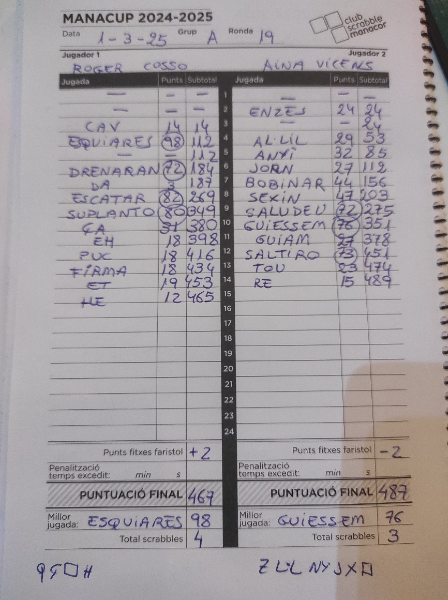 MANACUP 2024-2025
club scrabble manacor
Data 1-3-25 Grup A Ronda 19
Jugador 1 Jugador 2
ROGER COSSO AINA VICENS
Jugada Punts Subtotal Jugada Punts Subtotal
— — — 1 — — —
— — — 2 ENZES 24 24
CAV 14 14 3 — — 24
ESQUIARES 98 112 4 AL·LIL 29 53
— — 112 5 ANYI 32 85
DRENARAN 72 184 6 JORN 27 112
DA 3 187 7 BOBINAR 44 156
ESCATAR 82 269 8 SEXIN 47 203
SUPLANTO 80 349 9 SALUDEU 72 275
ÇA 31 380 10 GUIESSEM 76 351
EH 18 398 11 GUIAM 27 378
PUC 18 416 12 SALTIRO 73 451
FIRMA 18 434 13 TOU 23 474
ET 19 453 14 RE 15 489
HE 12 465 15
16
17
18
19
20
21
22
23
24
Punts fitxes faristol +2 Punts fitxes faristol -2
Penalització temps excedit: min s Penalització temps excedit: min s
PUNTUACIÓ FINAL 467 PUNTUACIÓ FINAL 487
Millor jugada: ESQUIARES 98 Millor jugada: GUIESSEM 76
Total scrabbles 4 Total scrabbles 3